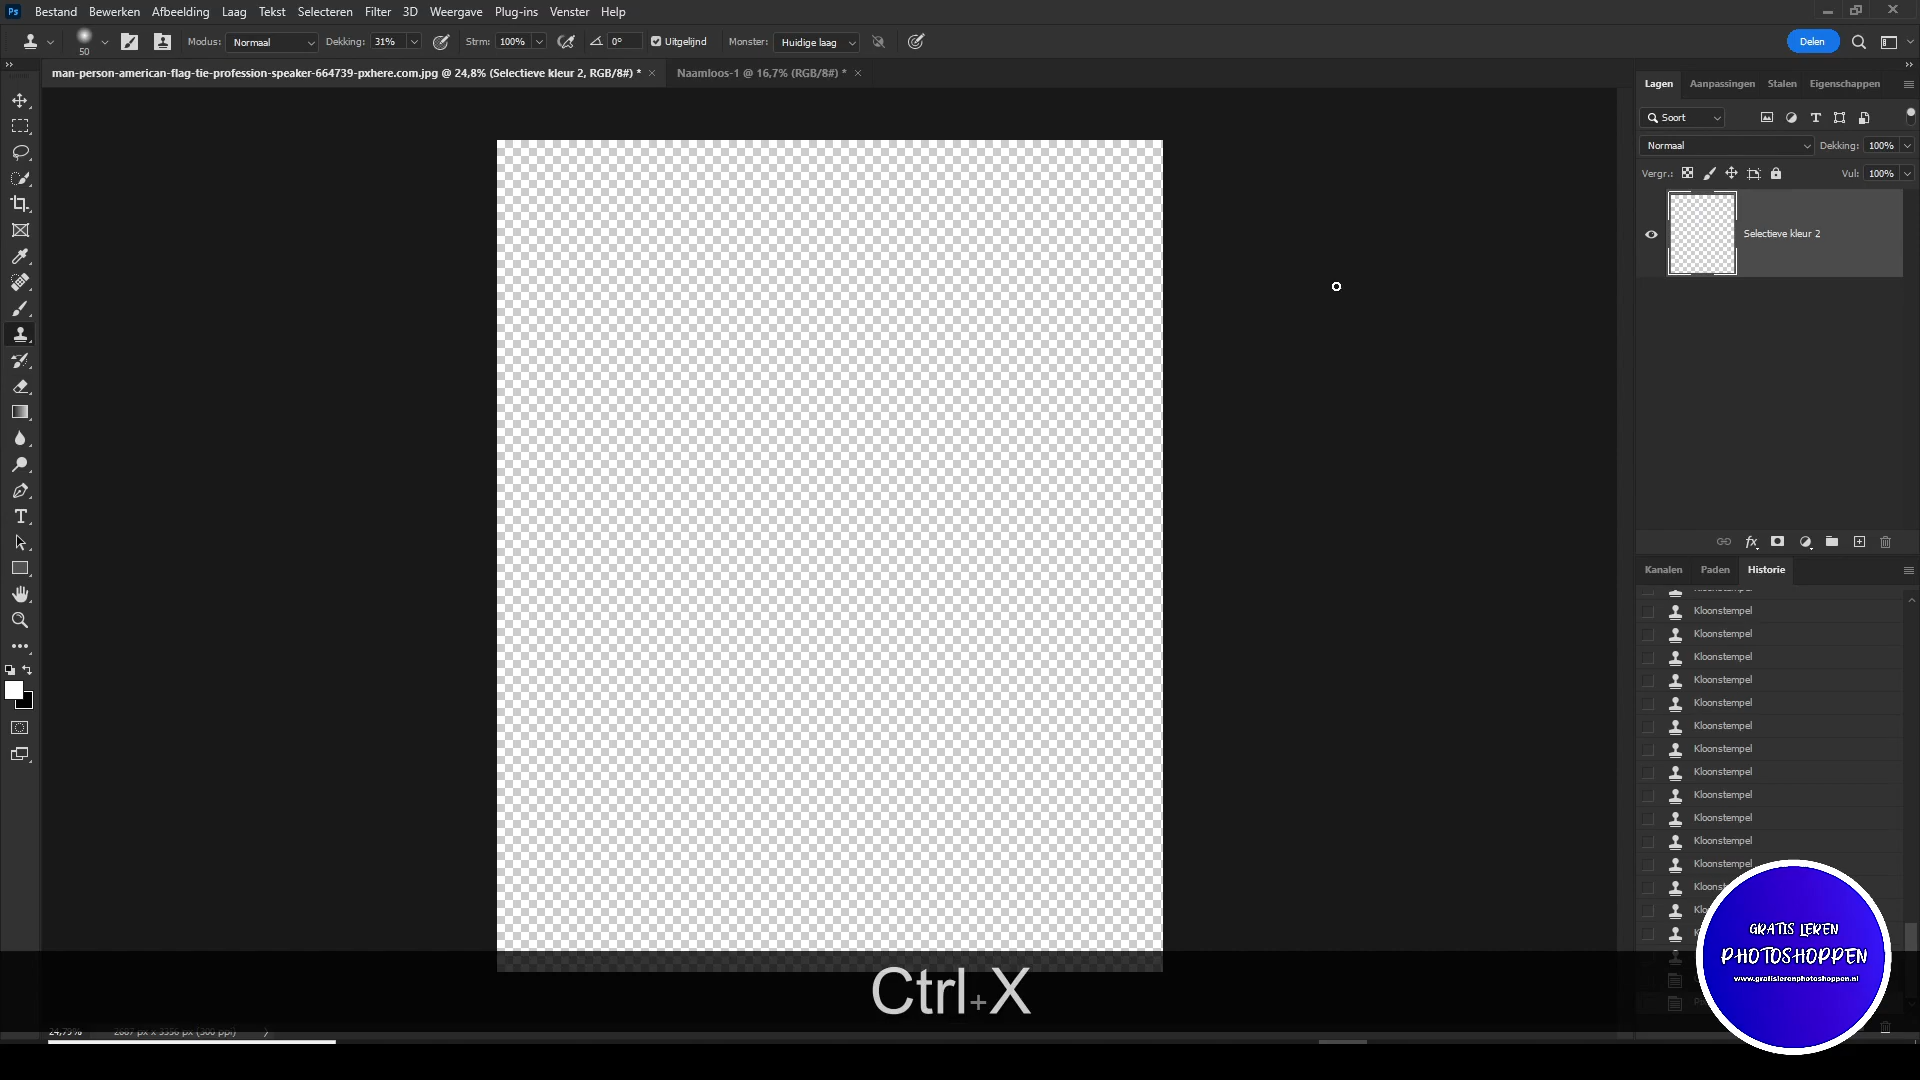 Bestand Bewerken Afbeelding Laag Tekst Selecteren Filter 3D Weergave Plug-ins Venster Help
50 Modus: Normaal Dekking: 31% Strm: 100% 0° Uitgelijnd Monster: Huidige laag Delen
man-person-american-flag-tie-profession-speaker-664739-pxhere.com.jpg @ 24,8% (Selectieve kleur 2, RGB/8#) * Naamloos-1 @ 16,7% (RGB/8#) *
Lagen Aanpassingen Stalen Eigenschappen
Soort
Normaal Dekking: 100%
Vergr.: Vul: 100%
Selectieve kleur 2
Kanalen Paden Historie
Kloonstempel
Kloonstempel
Kloonstempel
Kloonstempel
Kloonstempel
Kloonstempel
Kloonstempel
Kloonstempel
Kloonstempel
Kloonstempel
Kloonstempel
Kloonstempel
GRATIS LEREN
PHOTOSHOPPEN
www.gratislerenphotoshoppen.nl
Ctrl+X